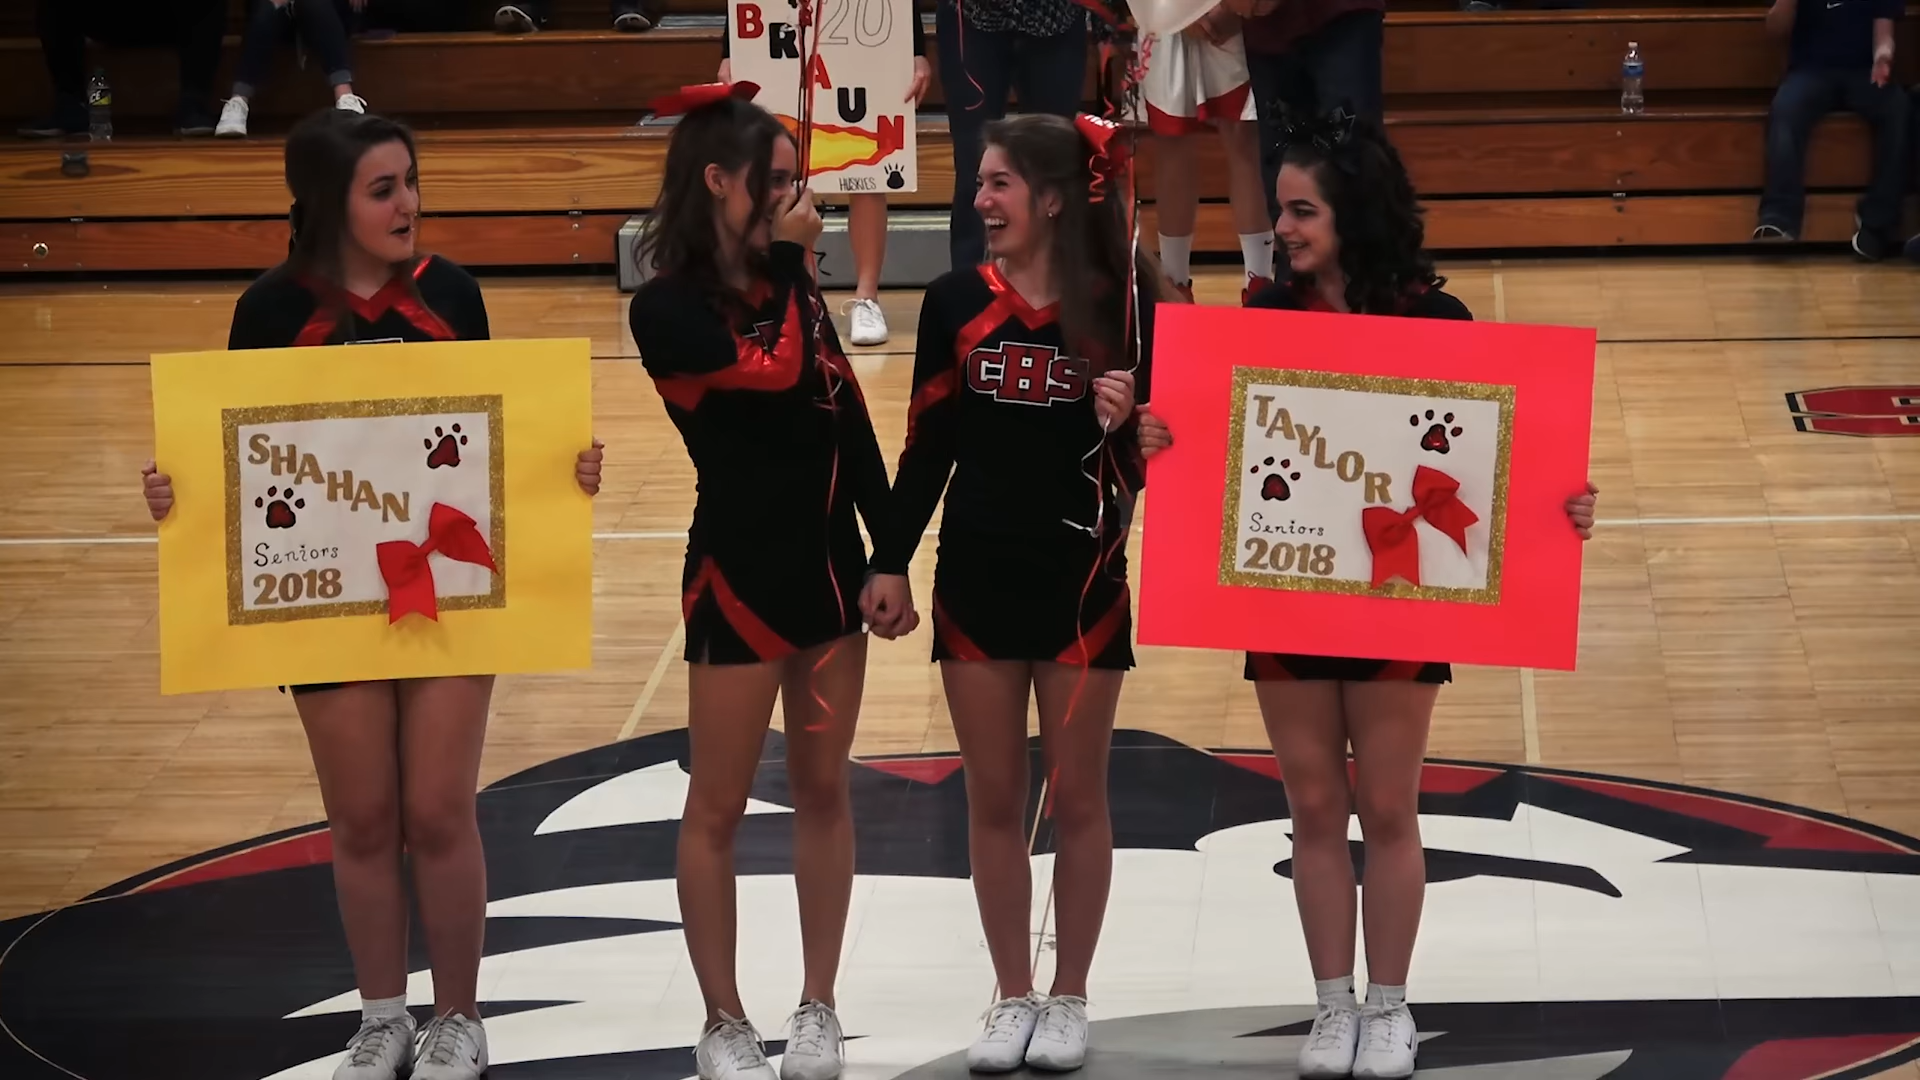 BRAUN
20
HUSKIES
SHAHAN
Seniors
2018
CHS
TAYLOR
Seniors
2018